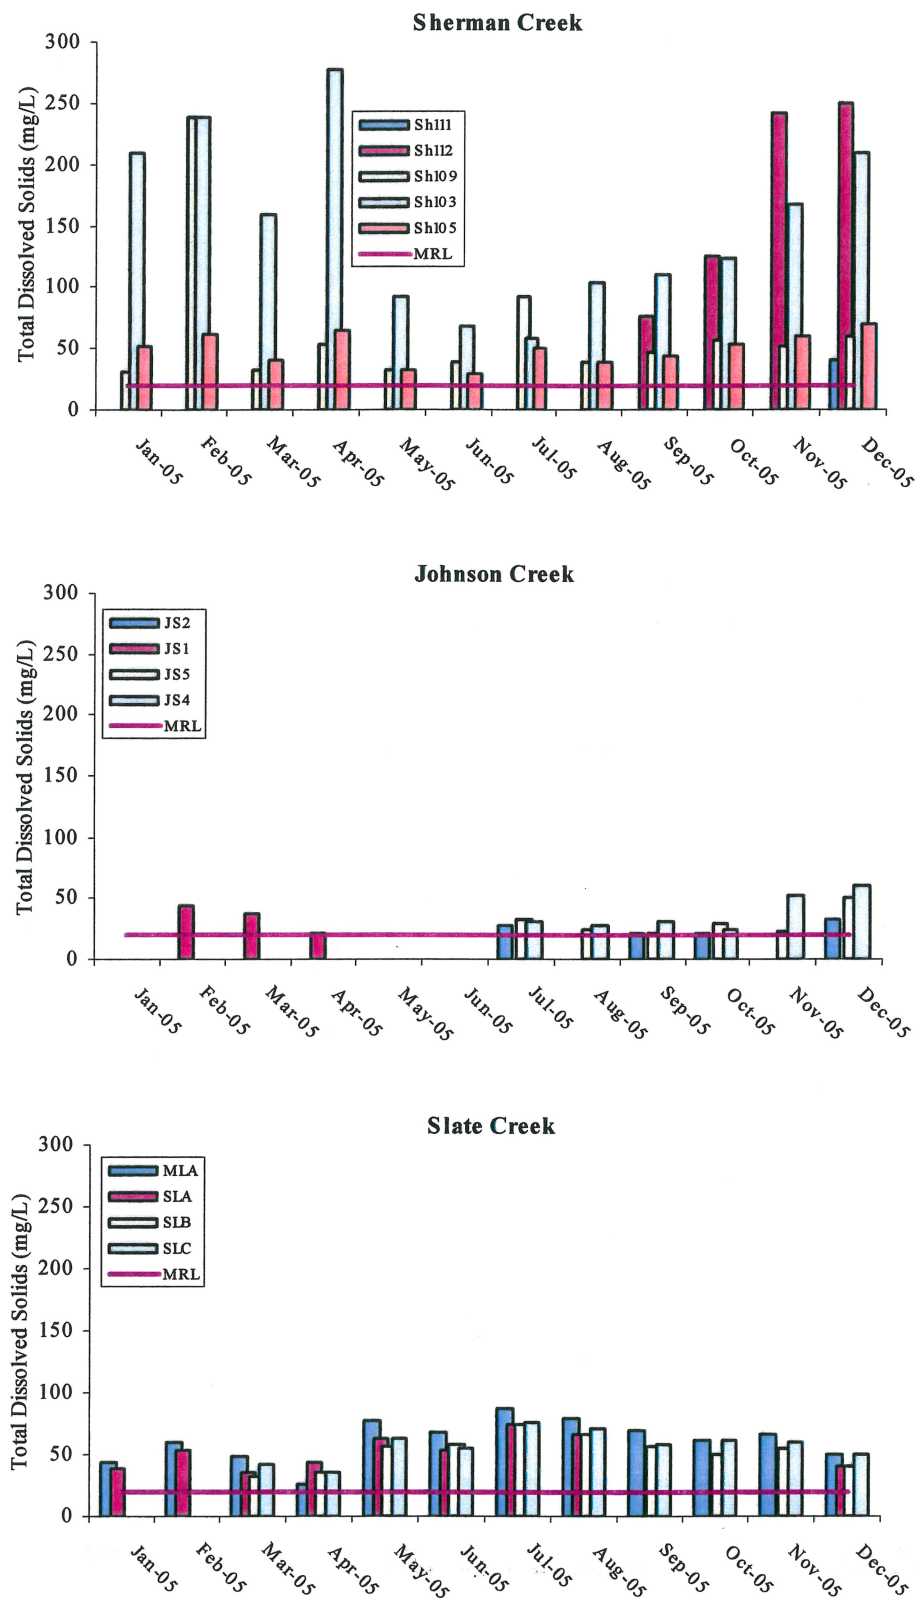 Sherman Creek
Total Dissolved Solids (mg/L)
300
250
200
150
100
50
0
Sh111
Sh112
Sh109
Sh103
Sh105
MRL
Jan-05
Feb-05
Mar-05
Apr-05
May-05
Jun-05
Jul-05
Aug-05
Sep-05
Oct-05
Nov-05
Dec-05
Johnson Creek
Total Dissolved Solids (mg/L)
300
250
200
150
100
50
0
JS2
JS1
JS5
JS4
MRL
Jan-05
Feb-05
Mar-05
Apr-05
May-05
Jun-05
Jul-05
Aug-05
Sep-05
Oct-05
Nov-05
Dec-05
Slate Creek
Total Dissolved Solids (mg/L)
300
250
200
150
100
50
0
MLA
SLA
SLB
SLC
MRL
Jan-05
Feb-05
Mar-05
Apr-05
May-05
Jun-05
Jul-05
Aug-05
Sep-05
Oct-05
Nov-05
Dec-05